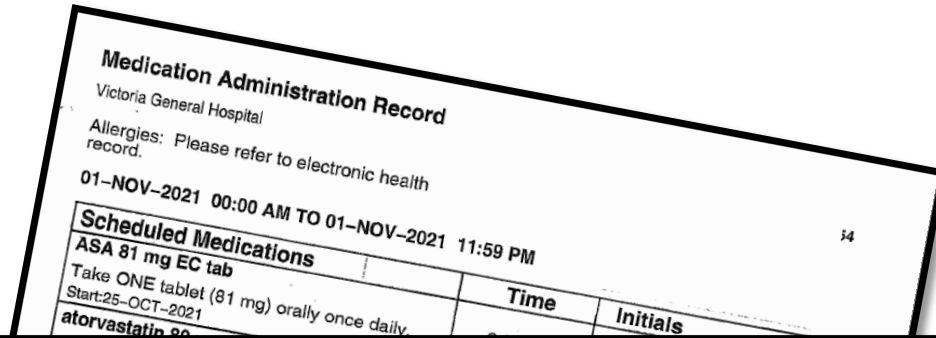 Medication Administration Record
Victoria General Hospital
Allergies: Please refer to electronic health
record.
01–NOV–2021 00:00 AM TO 01–NOV–2021 11:59 PM
Scheduled Medications
Time
Initials
ASA 81 mg EC tab
Take ONE tablet (81 mg) orally once daily.
Start:25–OCT–2021
atorvastatin